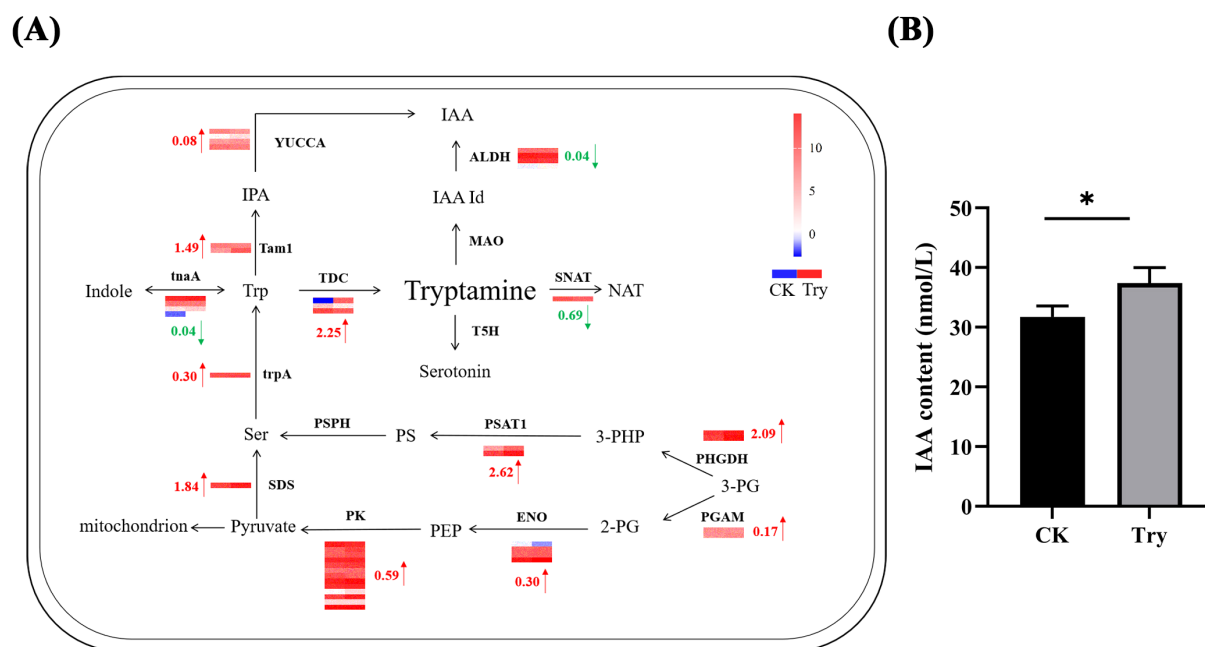 (A)
(B)
IAA
0.08
YUCCA
ALDH
0.04
10
5
0
IPA
IAA Id
1.49
Tam1
MAO
tnaA
TDC
SNAT
CK Try
Indole
Trp
Tryptamine
NAT
0.04
2.25
0.69
T5H
Serotonin
0.30
trpA
PSPH
PSAT1
2.09
Ser
PS
3-PHP
PHGDH
2.62
3-PG
1.84
SDS
PK
ENO
PGAM
mitochondrion
Pyruvate
PEP
2-PG
0.17
0.59
0.30
IAA content (nmol/L)
50
40
30
20
10
0
*
CK
Try